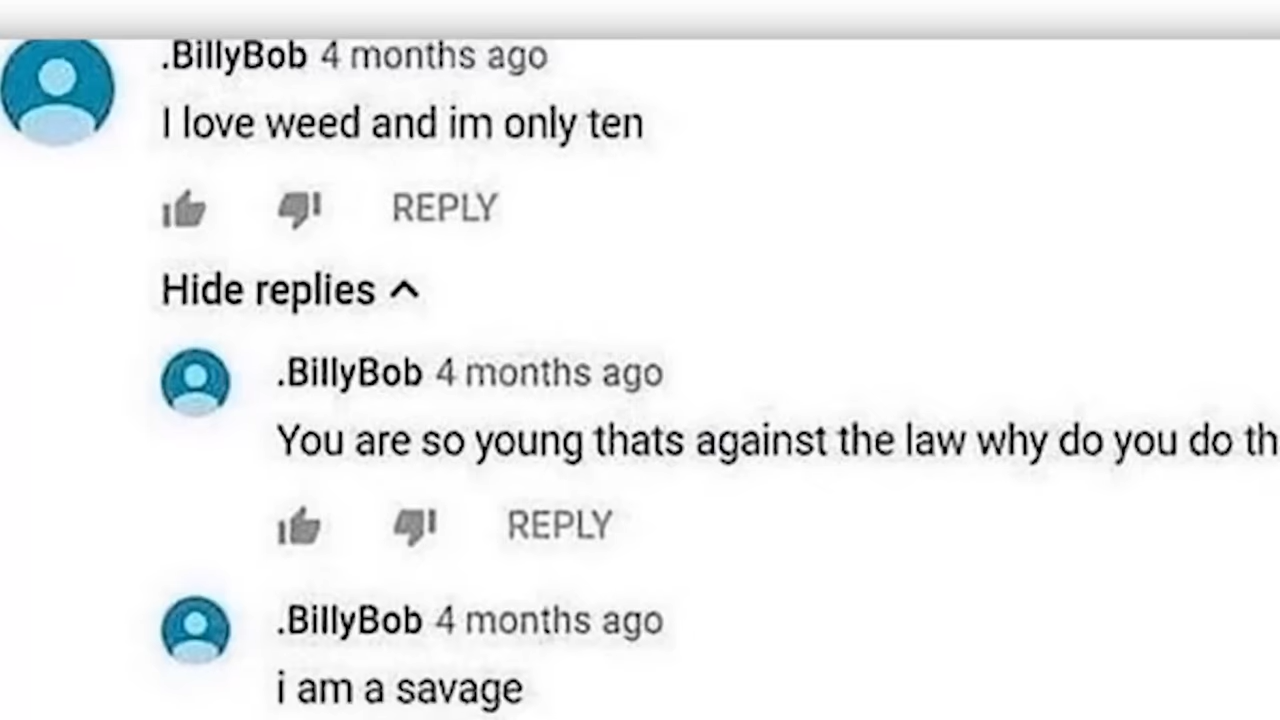 .BillyBob 4 months ago
I love weed and im only ten
REPLY
Hide replies
.BillyBob 4 months ago
You are so young thats against the law why do you do th
REPLY
.BillyBob 4 months ago
i am a savage